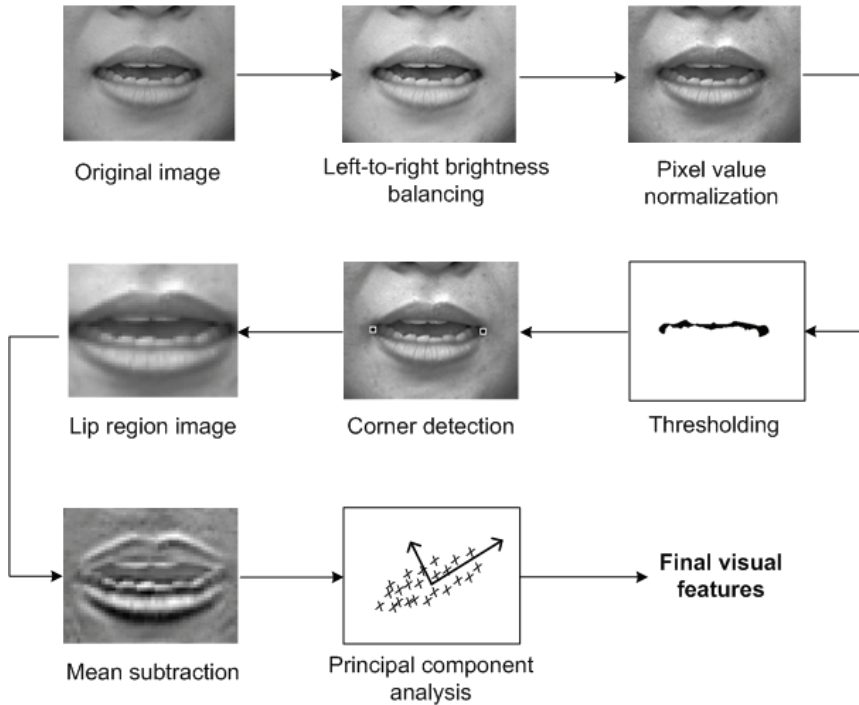 Original image
Left-to-right brightness
balancing
Pixel value
normalization
Lip region image
Corner detection
Thresholding
Mean subtraction
Principal component
analysis
Final visual
features